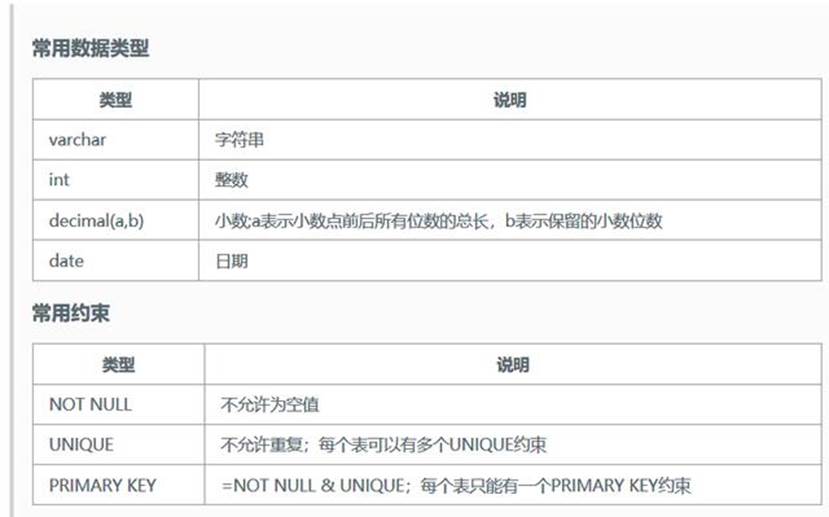 常用数据类型
类型 说明
varchar 字符串
int 整数
decimal(a,b) 小数;a表示小数点前后所有位数的总长，b表示保留的小数位数
date 日期
常用约束
类型 说明
NOT NULL 不允许为空值
UNIQUE 不允许重复；每个表可以有多个UNIQUE约束
PRIMARY KEY =NOT NULL & UNIQUE；每个表只能有一个PRIMARY KEY约束